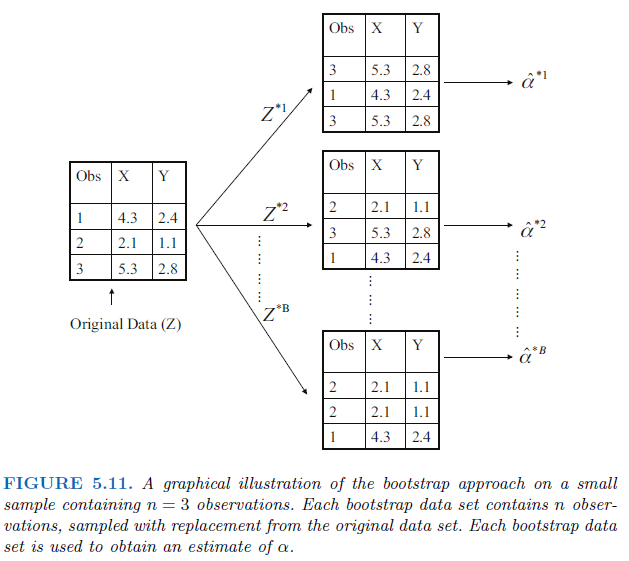 Obs X Y
3 5.3 2.8
1 4.3 2.4
3 5.3 2.8
α̂*1
Z*1
Obs X Y
1 4.3 2.4
2 2.1 1.1
3 5.3 2.8
Original Data (Z)
Z*2
Obs X Y
2 2.1 1.1
3 5.3 2.8
1 4.3 2.4
α̂*2
Z*B
Obs X Y
2 2.1 1.1
2 2.1 1.1
1 4.3 2.4
α̂*B
FIGURE 5.11. A graphical illustration of the bootstrap approach on a small
sample containing n = 3 observations. Each bootstrap data set contains n obser-
vations, sampled with replacement from the original data set. Each bootstrap data
set is used to obtain an estimate of α.